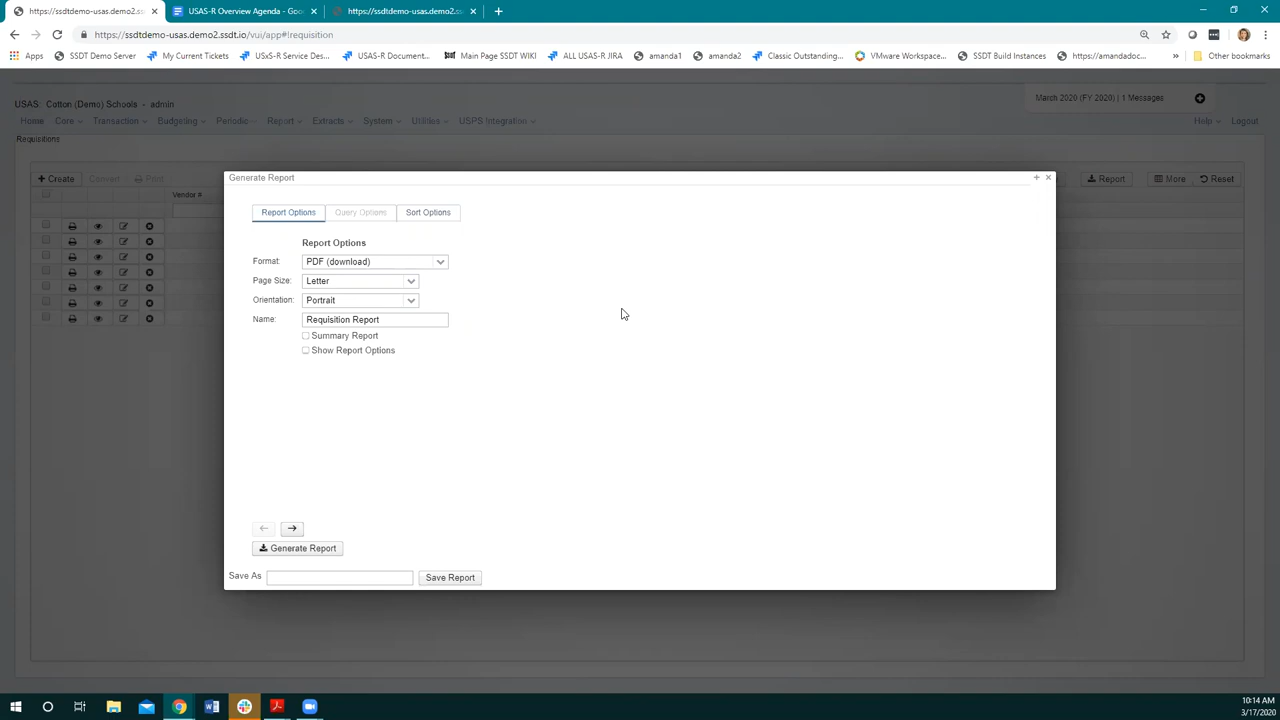 https://ssdtdemo-usas.demo2.ss: × USAS-R Overview Agenda - Goo × https://ssdtdemo-usas.demo2.ss: ×
https://ssdtdemo-usas.demo2.ssdt.io/vui/app#!requisition
Apps SSDT Demo Server My Current Tickets USxS-R Service Des... USAS-R Document... Main Page SSDT WIKI ALL USAS-R JIRA amanda1 amanda2 Classic Outstanding... VMware Workspace... SSDT Build Instances https://amandadoc... » Other bookmarks
USAS: Cotton (Demo) Schools - admin
March 2020 (FY 2020) | 1 Messages
Home Core Transaction Budgeting Periodic Report Extracts System Utilities USPS Integration Help Logout
Requisitions
Create Convert Print Report More Reset
Vendor #
Generate Report
Report Options Query Options Sort Options
Report Options
Format: PDF (download)
Page Size: Letter
Orientation: Portrait
Name: Requisition Report
Summary Report
Show Report Options
Generate Report
Save As Save Report
10:14 AM
3/17/2020